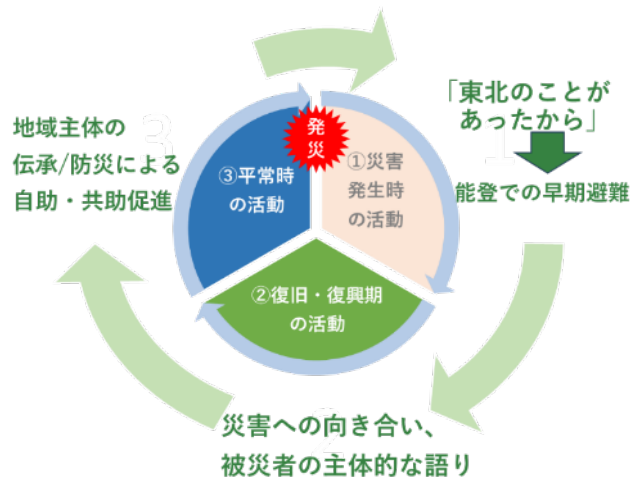 「東北のことが
あったから」
能登での早期避難
地域主体の
伝承/防災による
自助・共助促進
発
災
①災害
発生時
の活動
③平常時
の活動
②復旧・復興期
の活動
災害への向き合い、
被災者の主体的な語り
1
2
3